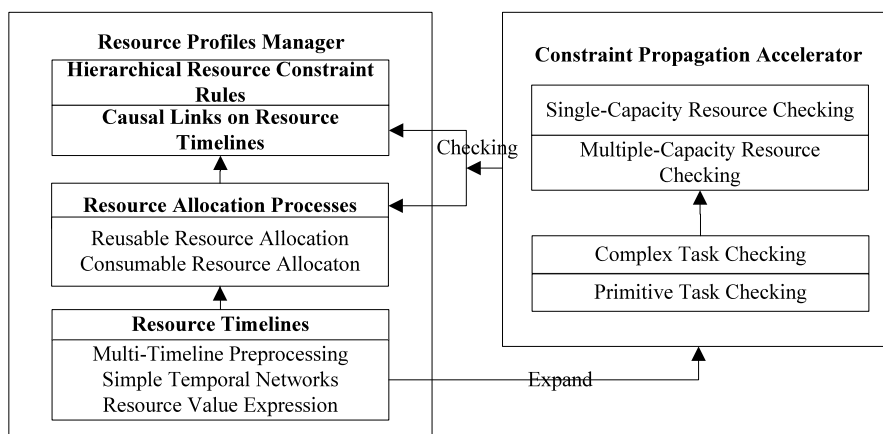 Resource Profiles Manager
Hierarchical Resource Constraint
Rules
Causal Links on Resource
Timelines
Resource Allocation Processes
Reusable Resource Allocation
Consumable Resource Allocaton
Resource Timelines
Multi-Timeline Preprocessing
Simple Temporal Networks
Resource Value Expression
Checking
Expand
Constraint Propagation Accelerator
Single-Capacity Resource Checking
Multiple-Capacity Resource
Checking
Complex Task Checking
Primitive Task Checking